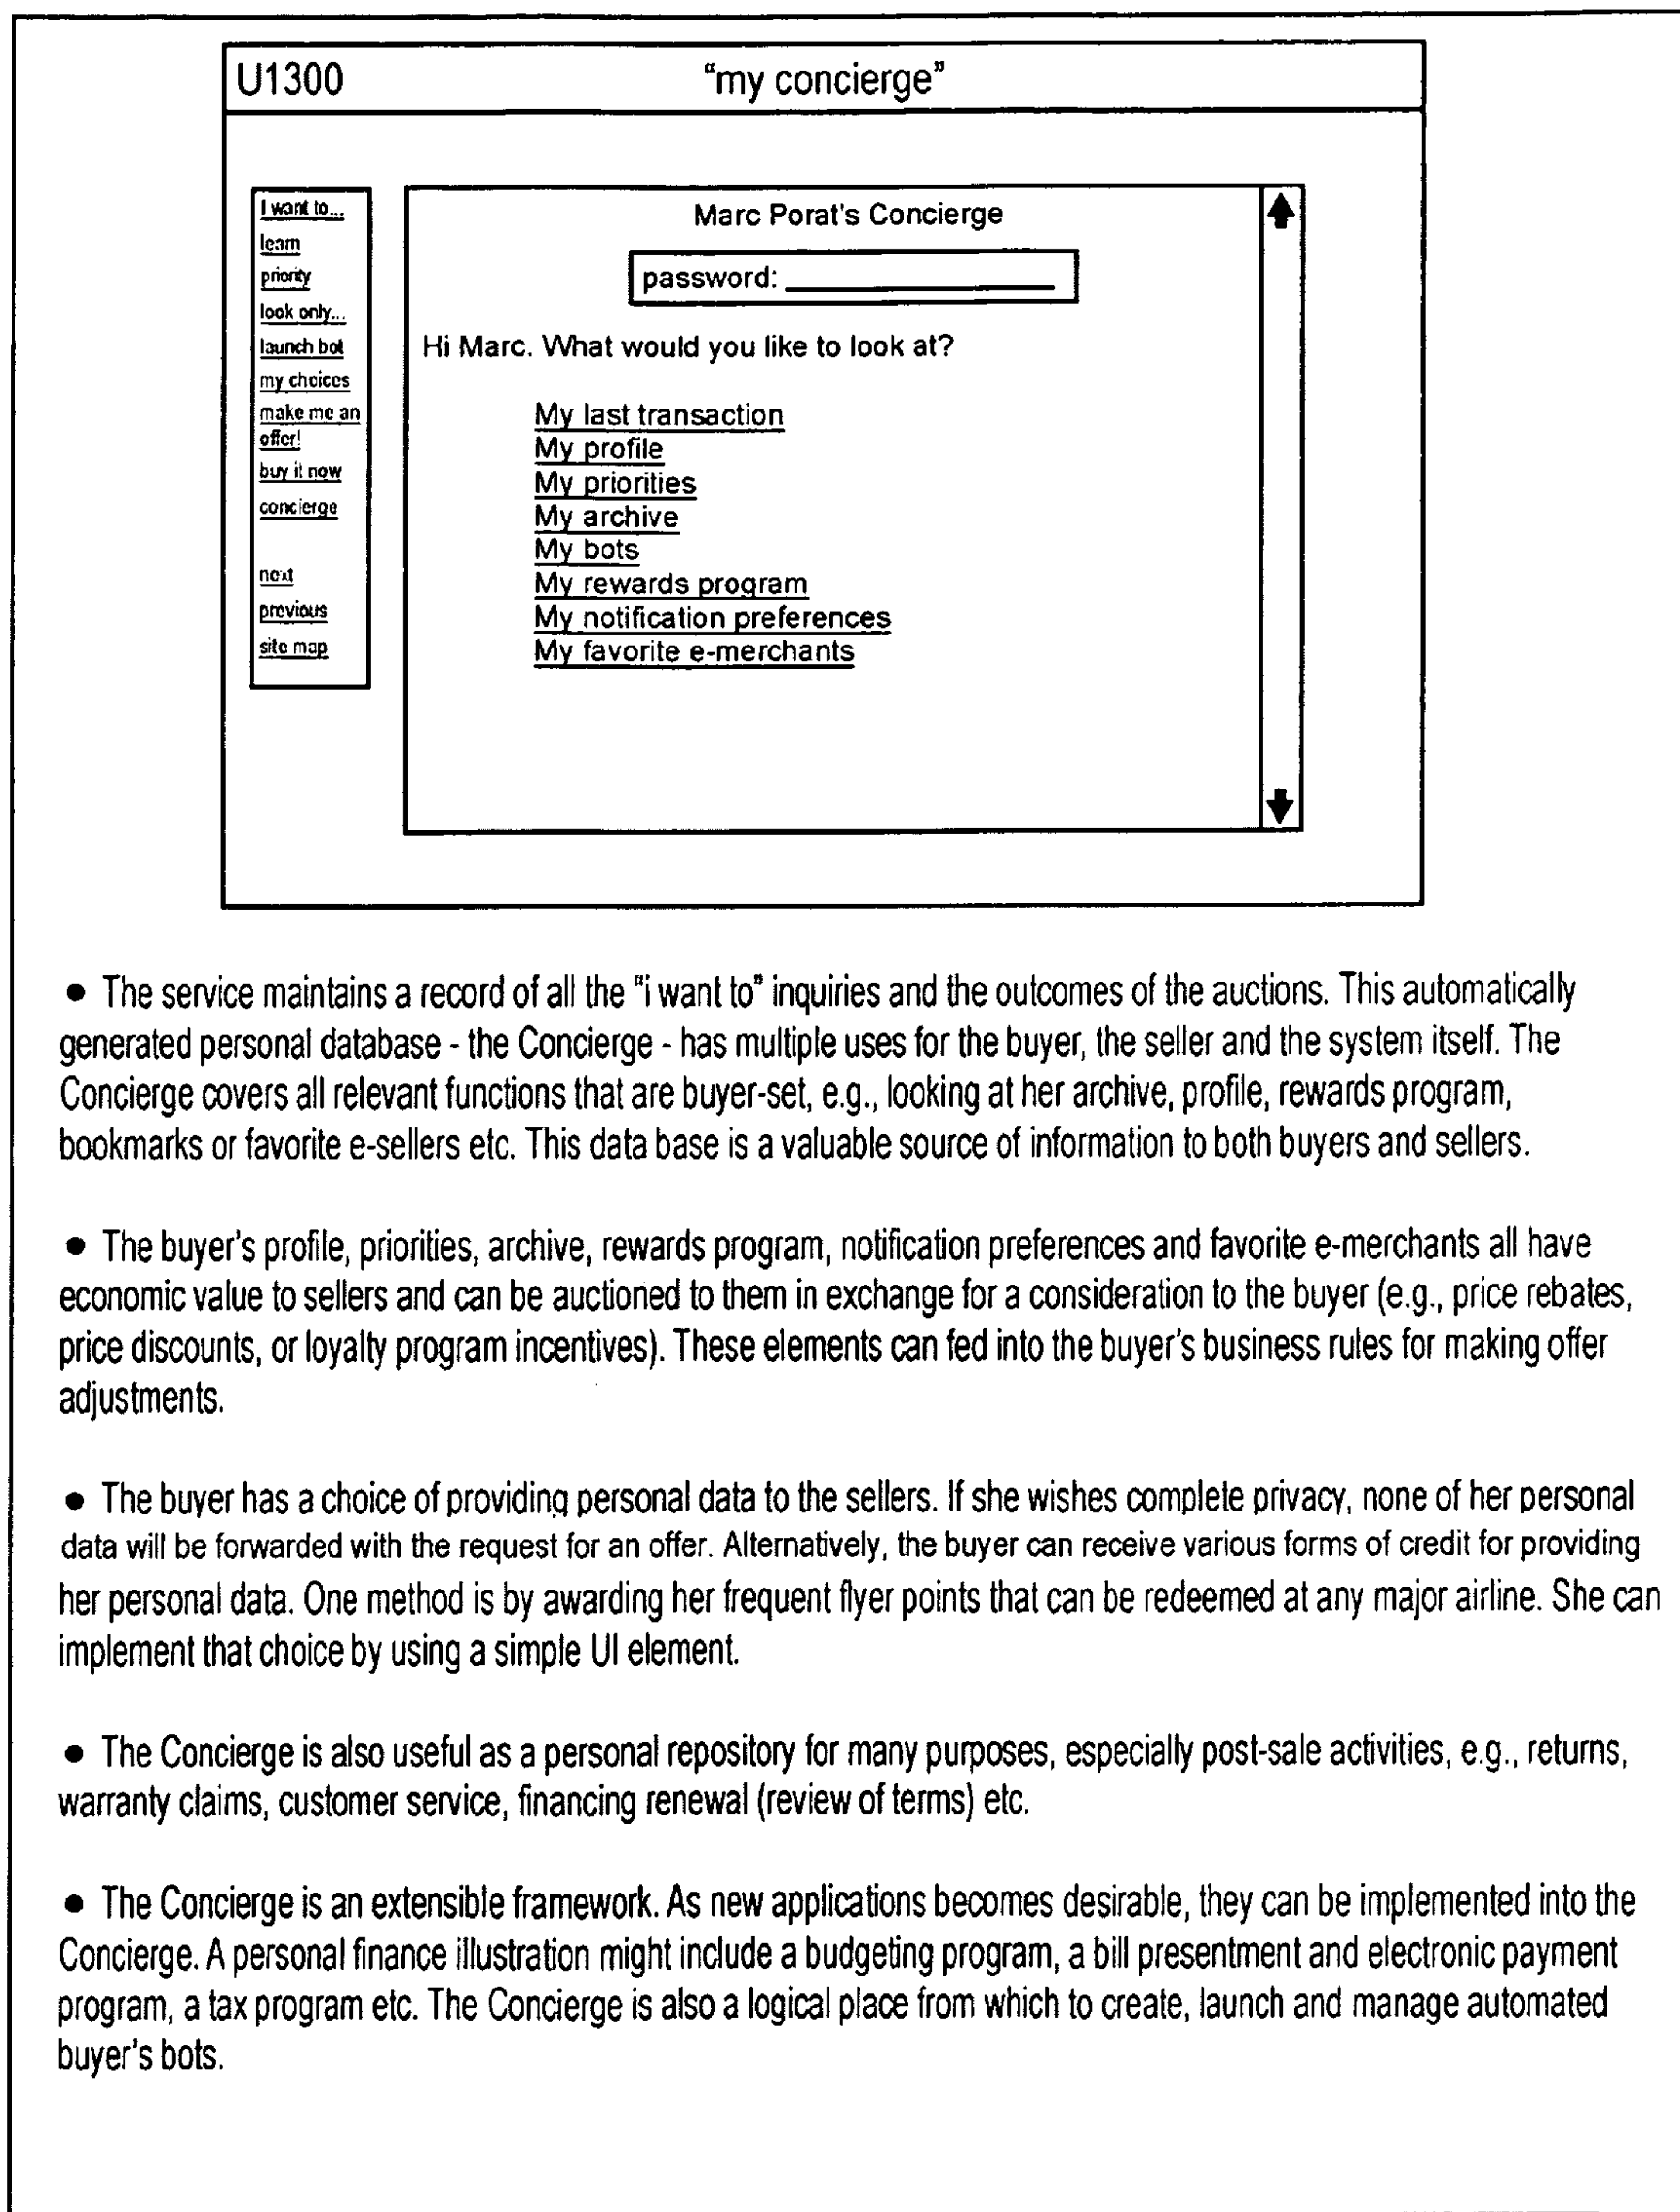 U1300
"my concierge"
I want to...
learn
priority
look only...
launch bot
my choices
make me an
offer!
buy it now
concierge
next
previous
site map
Marc Porat's Concierge
password:
Hi Marc. What would you like to look at?
My last transaction
My profile
My priorities
My archive
My bots
My rewards program
My notification preferences
My favorite e-merchants
● The service maintains a record of all the "i want to" inquiries and the outcomes of the auctions. This automatically
generated personal database - the Concierge - has multiple uses for the buyer, the seller and the system itself. The
Concierge covers all relevant functions that are buyer-set, e.g., looking at her archive, profile, rewards program,
bookmarks or favorite e-sellers etc. This data base is a valuable source of information to both buyers and sellers.
● The buyer's profile, priorities, archive, rewards program, notification preferences and favorite e-merchants all have
economic value to sellers and can be auctioned to them in exchange for a consideration to the buyer (e.g., price rebates,
price discounts, or loyalty program incentives). These elements can fed into the buyer's business rules for making offer
adjustments.
● The buyer has a choice of providing personal data to the sellers. If she wishes complete privacy, none of her personal
data will be forwarded with the request for an offer. Alternatively, the buyer can receive various forms of credit for providing
her personal data. One method is by awarding her frequent flyer points that can be redeemed at any major airline. She can
implement that choice by using a simple UI element.
● The Concierge is also useful as a personal repository for many purposes, especially post-sale activities, e.g., returns,
warranty claims, customer service, financing renewal (review of terms) etc.
● The Concierge is an extensible framework. As new applications becomes desirable, they can be implemented into the
Concierge. A personal finance illustration might include a budgeting program, a bill presentment and electronic payment
program, a tax program etc. The Concierge is also a logical place from which to create, launch and manage automated
buyer's bots.